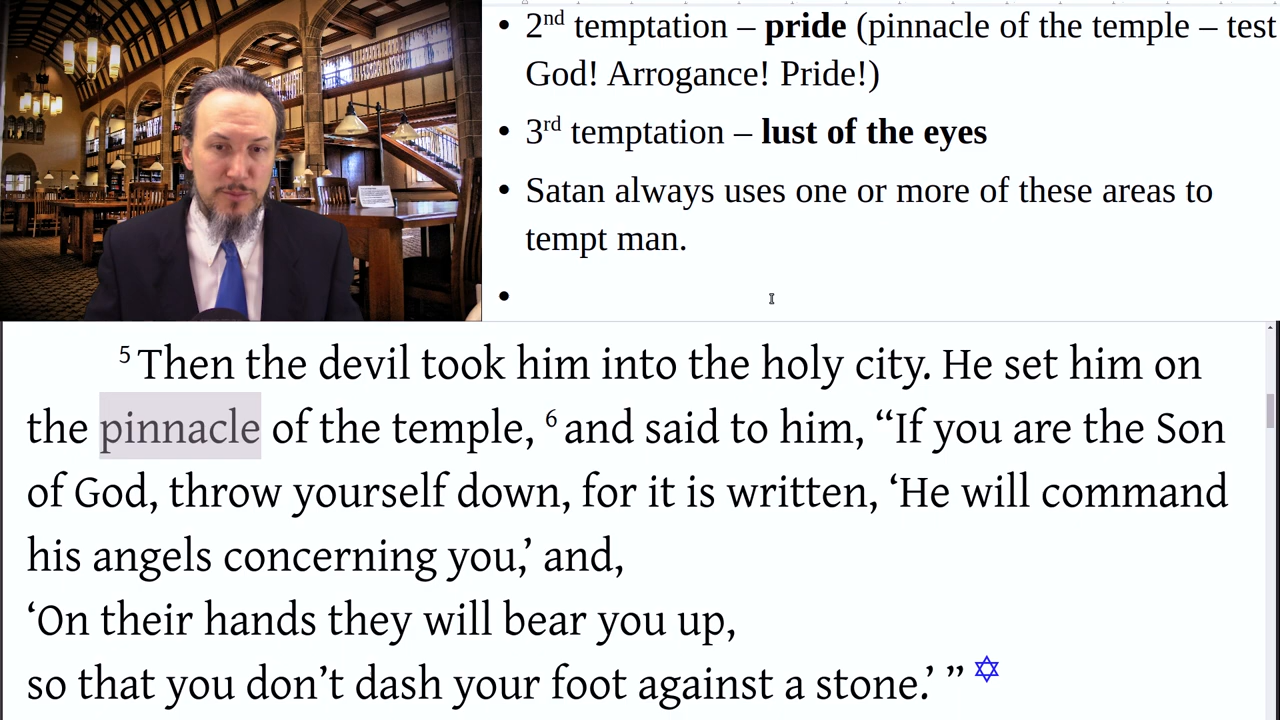 • 2nd temptation – pride (pinnacle of the temple – test
God! Arrogance! Pride!)
• 3rd temptation – lust of the eyes
• Satan always uses one or more of these areas to
tempt man.
•
5 Then the devil took him into the holy city. He set him on
the pinnacle of the temple, 6 and said to him, “If you are the Son
of God, throw yourself down, for it is written, ‘He will command
his angels concerning you,’ and,
‘On their hands they will bear you up,
so that you don’t dash your foot against a stone.’ ” ✡